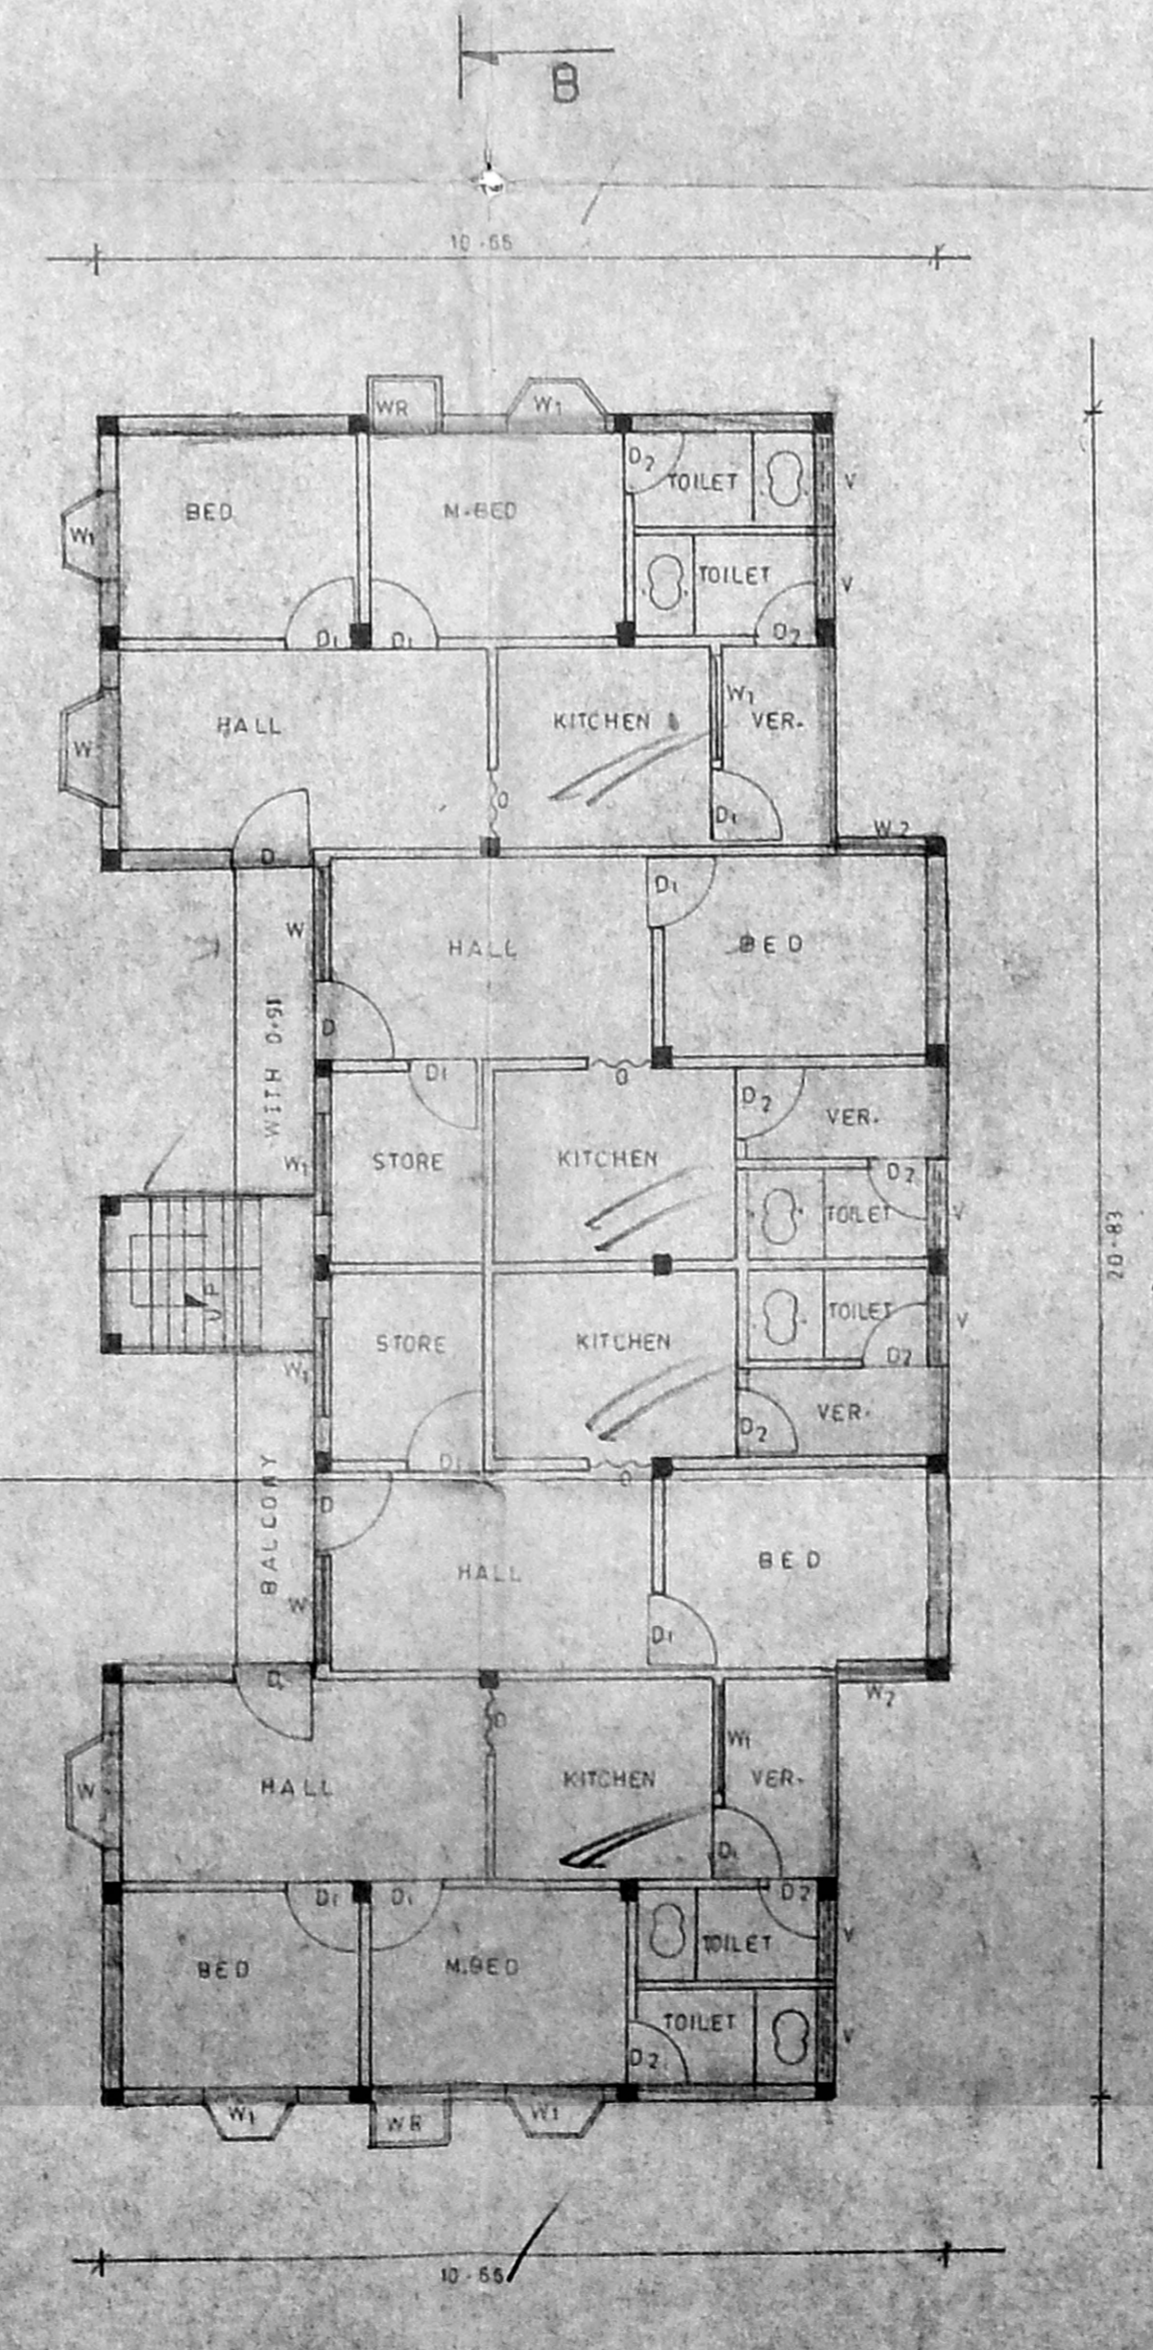 B
10.66
WR W1
D2 TOILET V
BED M.BED
W1
TOILET V
D1 D1 D2
W1
HALL KITCHEN VER.
W
O
D1
D W2
D1
W
HALL BED
D
WITH 0.91
D1 O D2
VER.
STORE KITCHEN
W1 D2
TOILET V
UP
STORE KITCHEN TOILET V
D2
W1
VER.
D2
D1
O
D
BALCONY
HALL BED
W
D1
D W2
O
W1
W HALL KITCHEN VER.
D1
D1 D1 D2
TOILET V
BED M.BED
TOILET V
D2
W1 WR W1
20.83
10.66